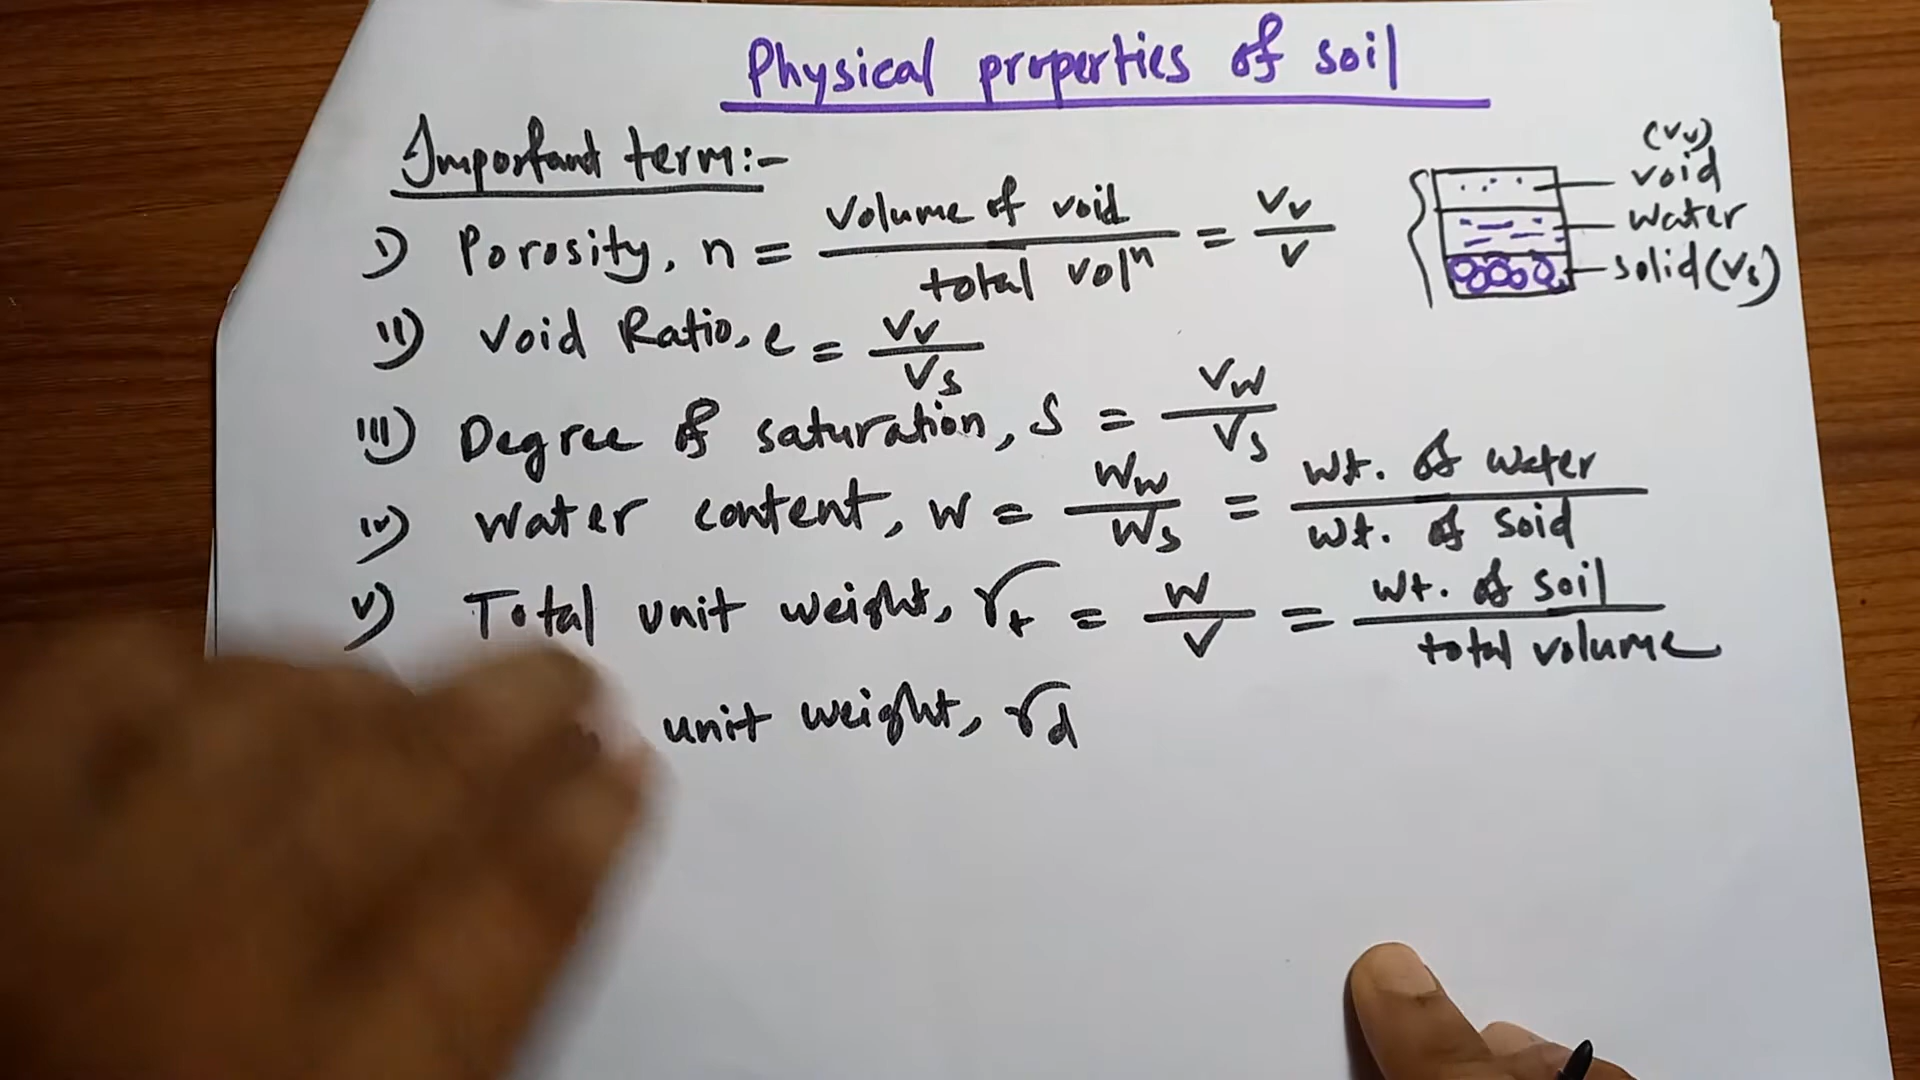 Physical properties of soil
Important term:-
(Vv)
void
water
solid (Vs)
i) Porosity, n = Volume of void / total volⁿ = Vv / V
ii) Void Ratio, e = Vv / Vs
iii) Degree of saturation, S = Vw / Vs
iv) Water content, w = Ww / Ws = wt. of water / wt. of soid
v) Total unit weight, γt = W / V = wt. of soil / total volume
unit weight, γd